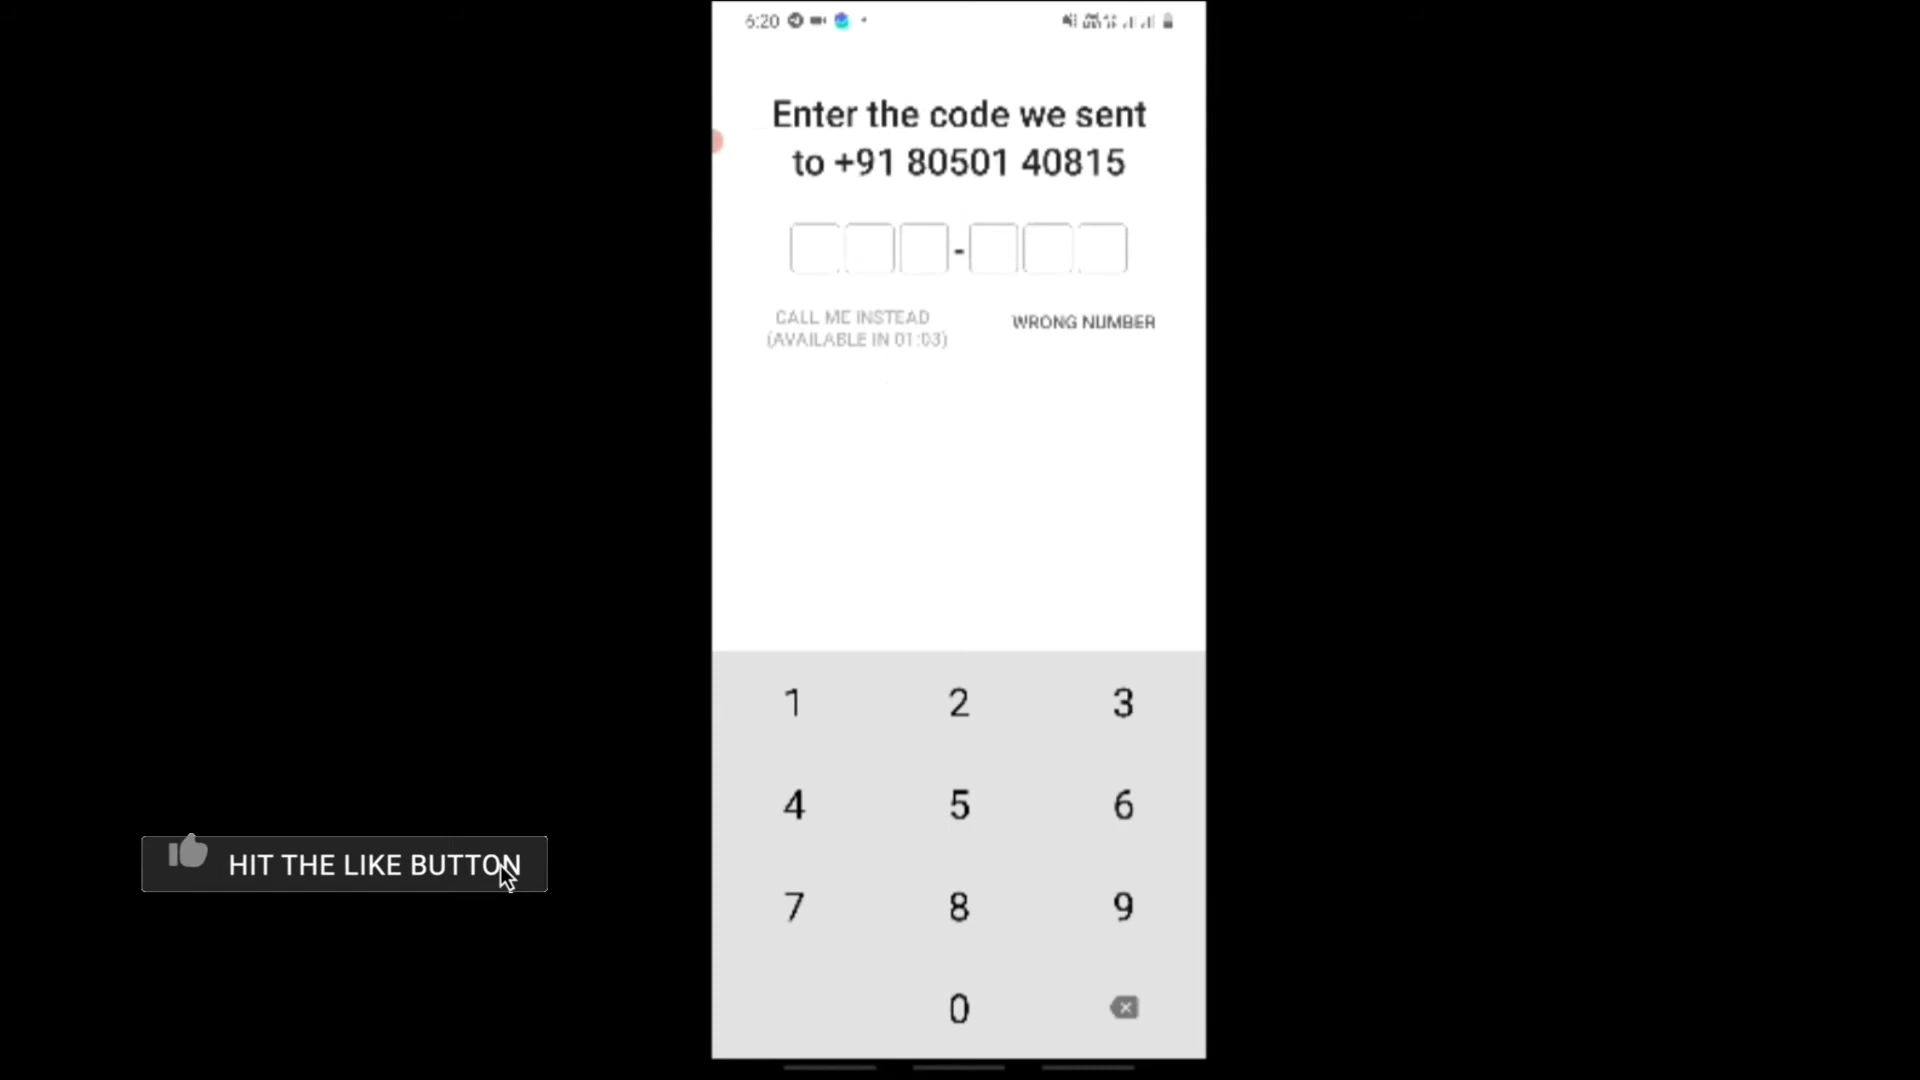 6:20
Enter the code we sent
to +91 80501 40815
-
CALL ME INSTEAD
(AVAILABLE IN 01:03)
WRONG NUMBER
1 2 3
4 5 6
7 8 9
0
HIT THE LIKE BUTTON